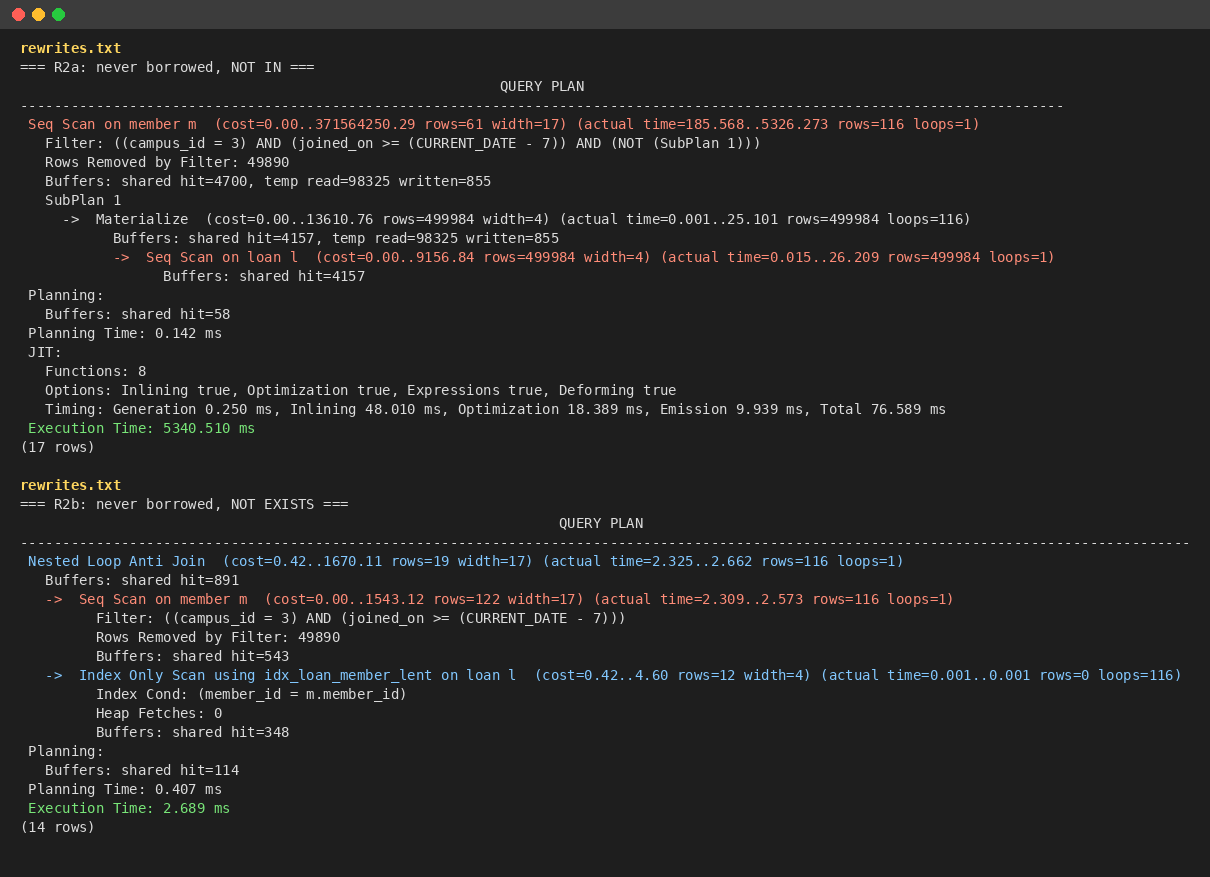 rewrites.txt
=== R2a: never borrowed, NOT IN ===
                                                         QUERY PLAN
----------------------------------------------------------------------------------------------------------------------------
 Seq Scan on member m  (cost=0.00..371564250.29 rows=61 width=17) (actual time=185.568..5326.273 rows=116 loops=1)
   Filter: ((campus_id = 3) AND (joined_on >= (CURRENT_DATE - 7)) AND (NOT (SubPlan 1)))
   Rows Removed by Filter: 49890
   Buffers: shared hit=4700, temp read=98325 written=855
   SubPlan 1
     ->  Materialize  (cost=0.00..13610.76 rows=499984 width=4) (actual time=0.001..25.101 rows=499984 loops=116)
           Buffers: shared hit=4157, temp read=98325 written=855
           ->  Seq Scan on loan l  (cost=0.00..9156.84 rows=499984 width=4) (actual time=0.015..26.209 rows=499984 loops=1)
                 Buffers: shared hit=4157
 Planning:
   Buffers: shared hit=58
 Planning Time: 0.142 ms
 JIT:
   Functions: 8
   Options: Inlining true, Optimization true, Expressions true, Deforming true
   Timing: Generation 0.250 ms, Inlining 48.010 ms, Optimization 18.389 ms, Emission 9.939 ms, Total 76.589 ms
 Execution Time: 5340.510 ms
(17 rows)
rewrites.txt
=== R2b: never borrowed, NOT EXISTS ===
                                                                QUERY PLAN
-------------------------------------------------------------------------------------------------------------------------------------------
 Nested Loop Anti Join  (cost=0.42..1670.11 rows=19 width=17) (actual time=2.325..2.662 rows=116 loops=1)
   Buffers: shared hit=891
   ->  Seq Scan on member m  (cost=0.00..1543.12 rows=122 width=17) (actual time=2.309..2.573 rows=116 loops=1)
         Filter: ((campus_id = 3) AND (joined_on >= (CURRENT_DATE - 7)))
         Rows Removed by Filter: 49890
         Buffers: shared hit=543
   ->  Index Only Scan using idx_loan_member_lent on loan l  (cost=0.42..4.60 rows=12 width=4) (actual time=0.001..0.001 rows=0 loops=116)
         Index Cond: (member_id = m.member_id)
         Heap Fetches: 0
         Buffers: shared hit=348
 Planning:
   Buffers: shared hit=114
 Planning Time: 0.407 ms
 Execution Time: 2.689 ms
(14 rows)